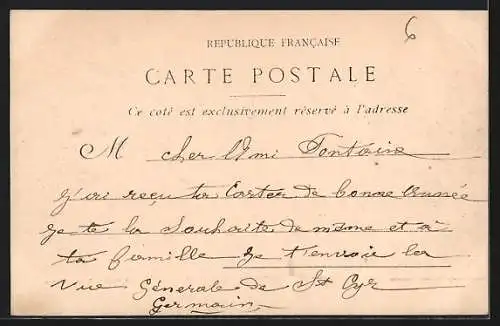 6
REPUBLIQUE FRANÇAISE
CARTE POSTALE
Ce coté est exclusivement réservé à l'adresse
M cher Ami Fontaine
J'ai reçu ta Carter de bonne Année
je te la Souhaite de même et à
ta famille je t'envoie la
Vue Générale de St Cyr
Germain